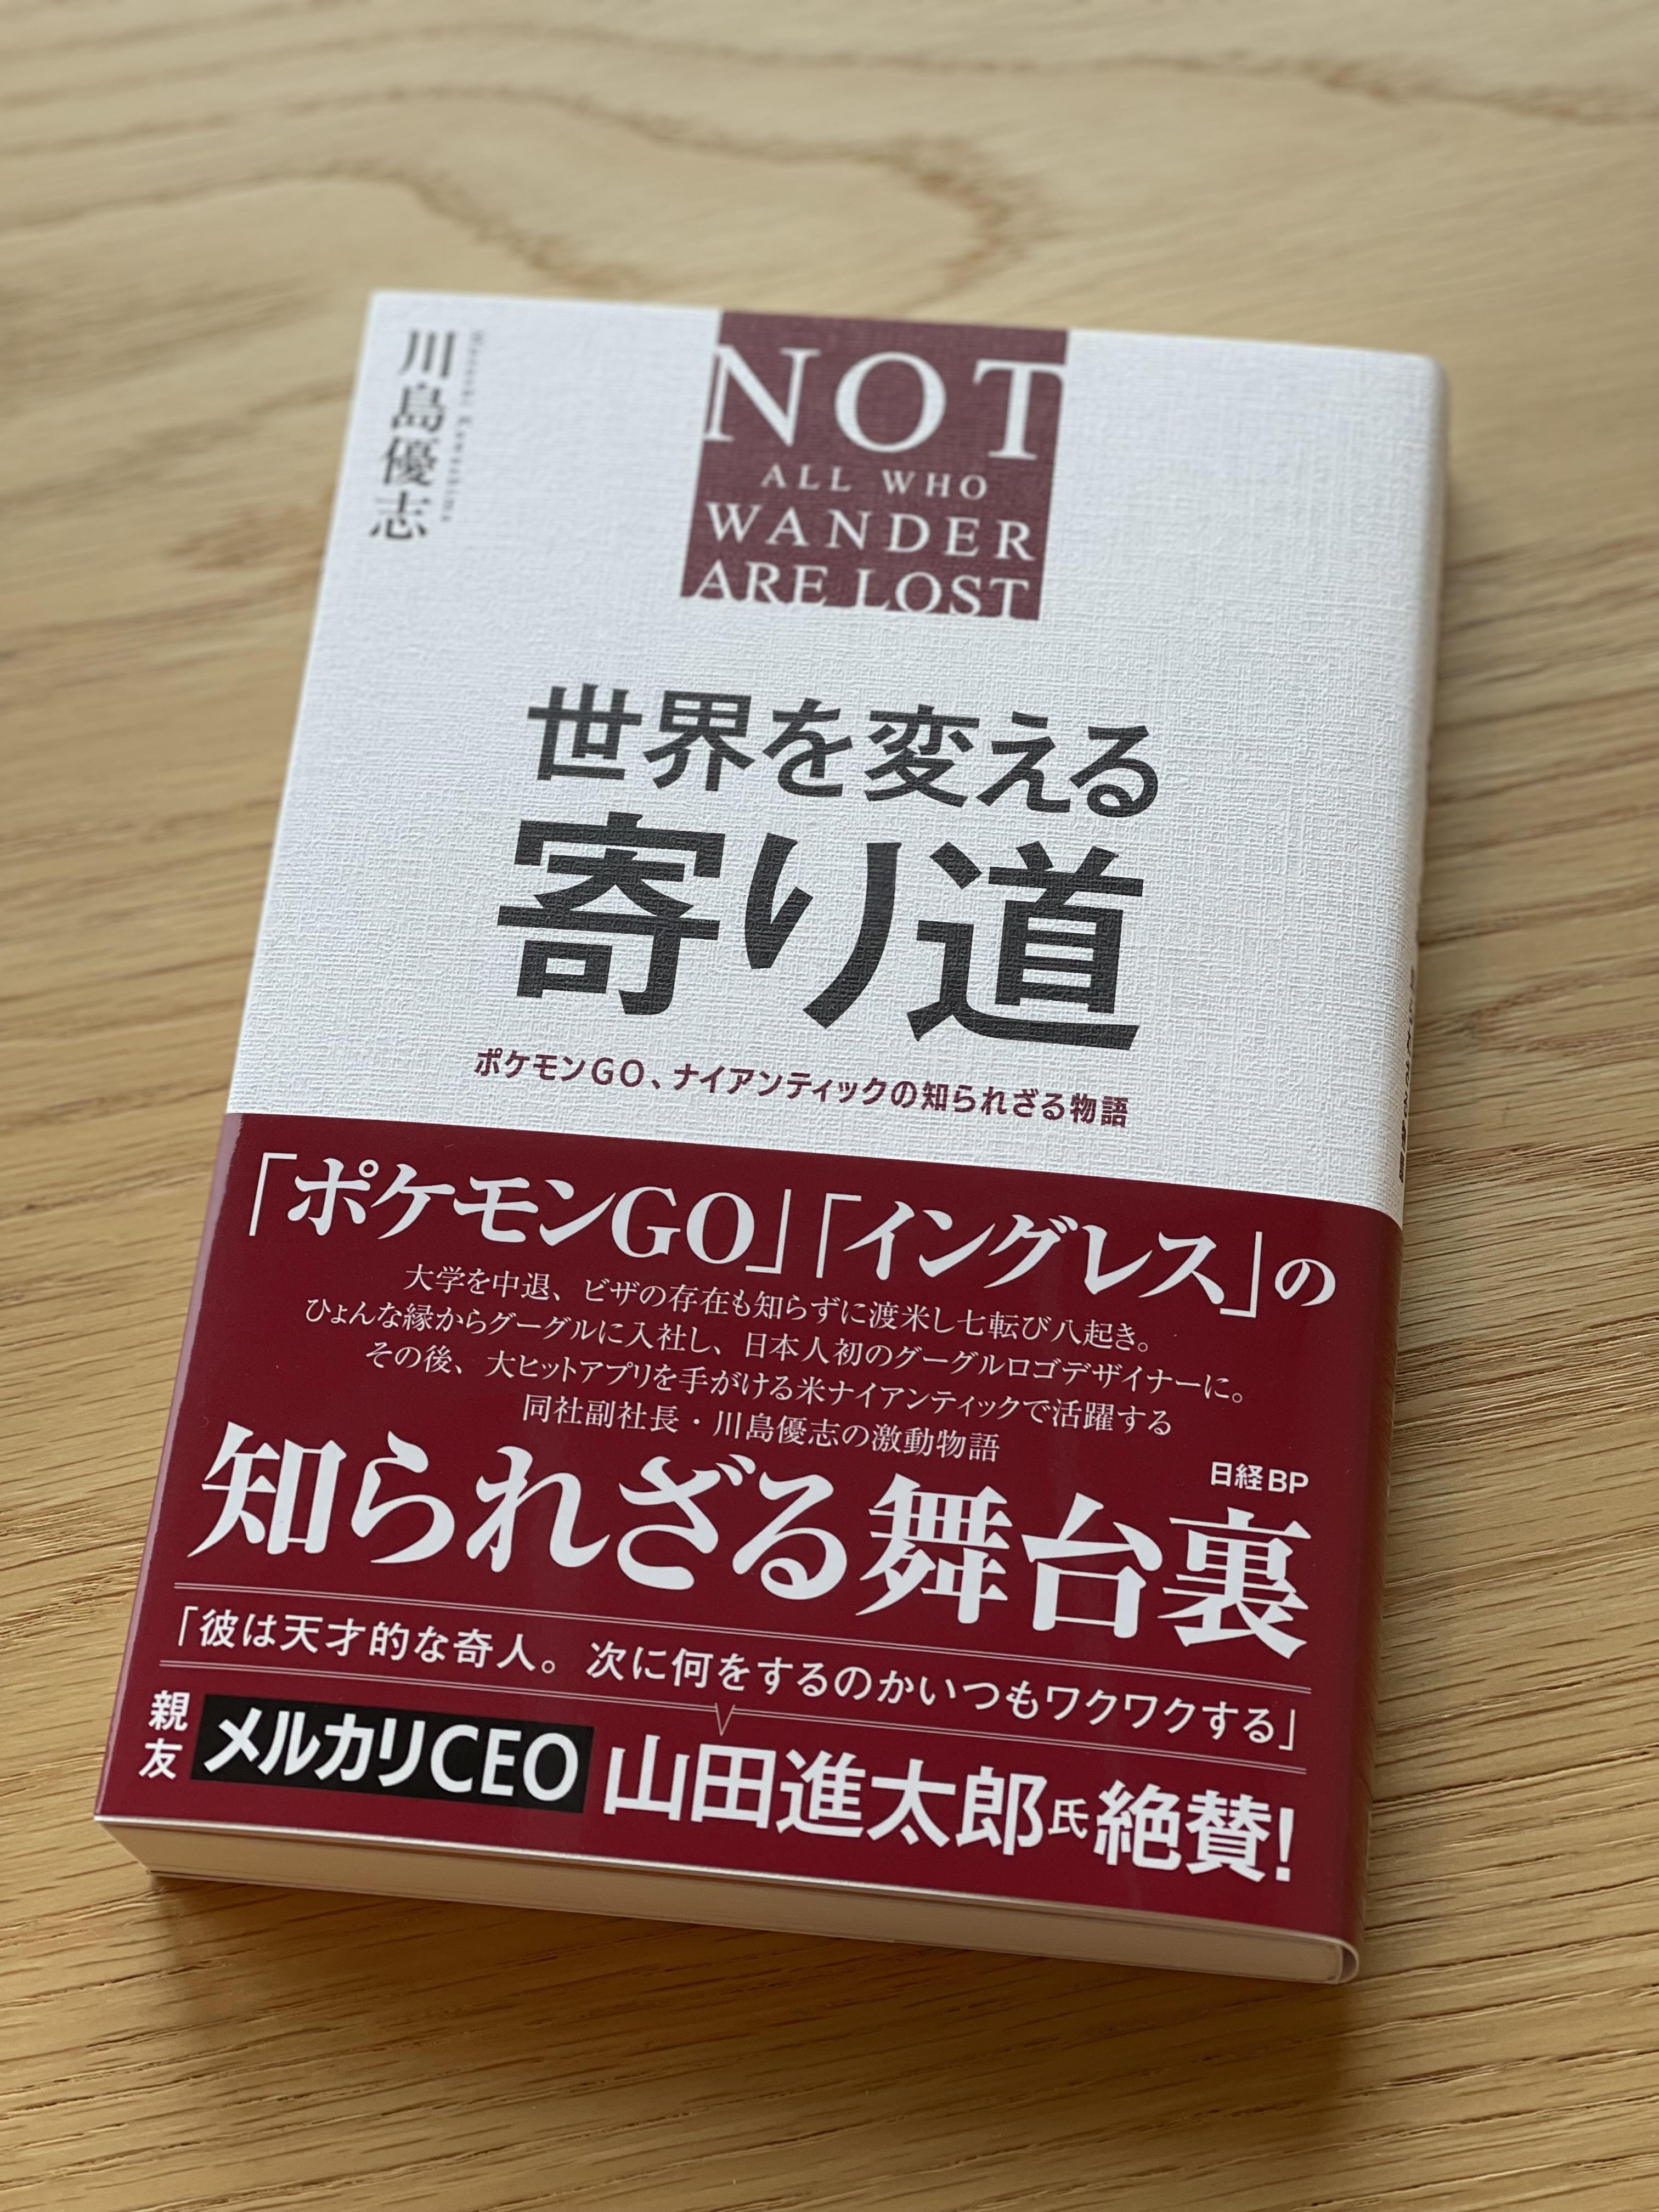 川島優志
NOT
ALL WHO
WANDER
ARE LOST
世界を変える
寄り道
ポケモンGO、ナイアンティックの知られざる物語
「ポケモンGO」「イングレス」の
大学を中退、ビザの存在も知らずに渡米し七転び八起き。
ひょんな縁からグーグルに入社し、日本人初のグーグルロゴデザイナーに。
その後、大ヒットアプリを手がける米ナイアンティックで活躍する
同社副社長・川島優志の激動物語
日経BP
知られざる舞台裏
「彼は天才的な奇人。次に何をするのかいつもワクワクする」
親友 メルカリCEO 山田進太郎氏絶賛!